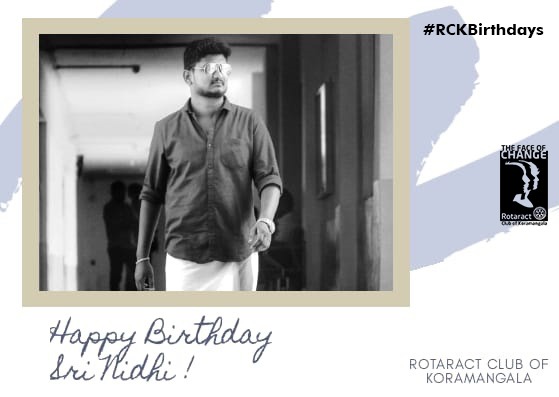 #RCKBirthdays
THE FACE OF
CHANGE
Rotaract
Club of Koramangala
Happy Birthday
Sri Nidhi !
ROTARACT CLUB OF
KORAMANGALA